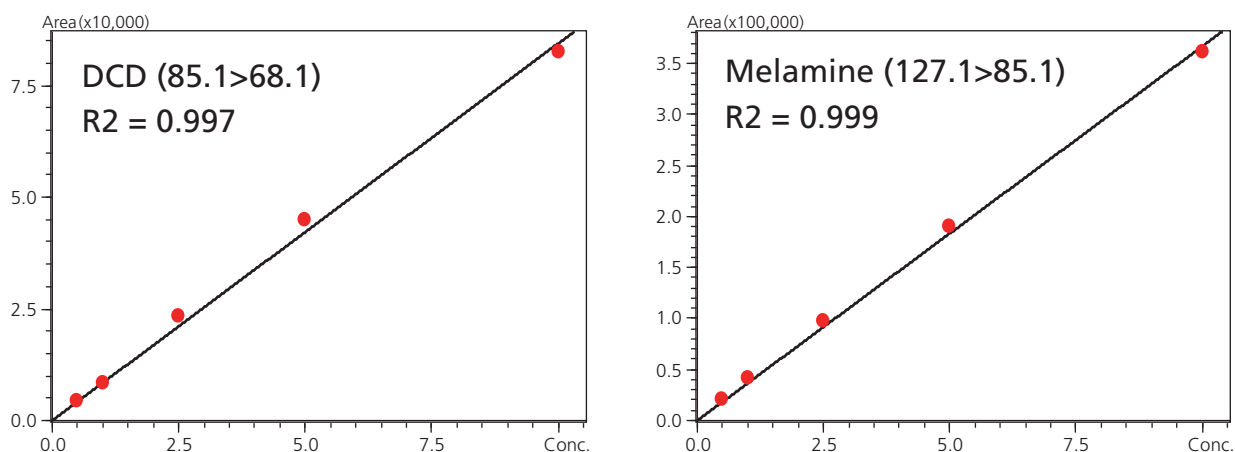 Area(x10,000)
DCD (85.1>68.1)
R2 = 0.997
7.5
5.0
2.5
0.0
0.0 2.5 5.0 7.5 Conc.
Area(x100,000)
Melamine (127.1>85.1)
R2 = 0.999
3.5
3.0
2.5
2.0
1.5
1.0
0.5
0.0
0.0 2.5 5.0 7.5 Conc.